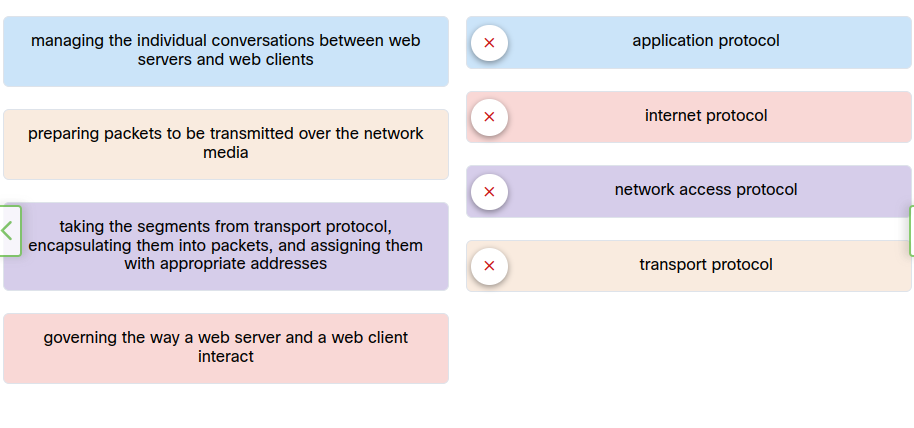 managing the individual conversations between web
servers and web clients
preparing packets to be transmitted over the network
media
taking the segments from transport protocol,
encapsulating them into packets, and assigning them
with appropriate addresses
governing the way a web server and a web client
interact
application protocol
internet protocol
network access protocol
transport protocol